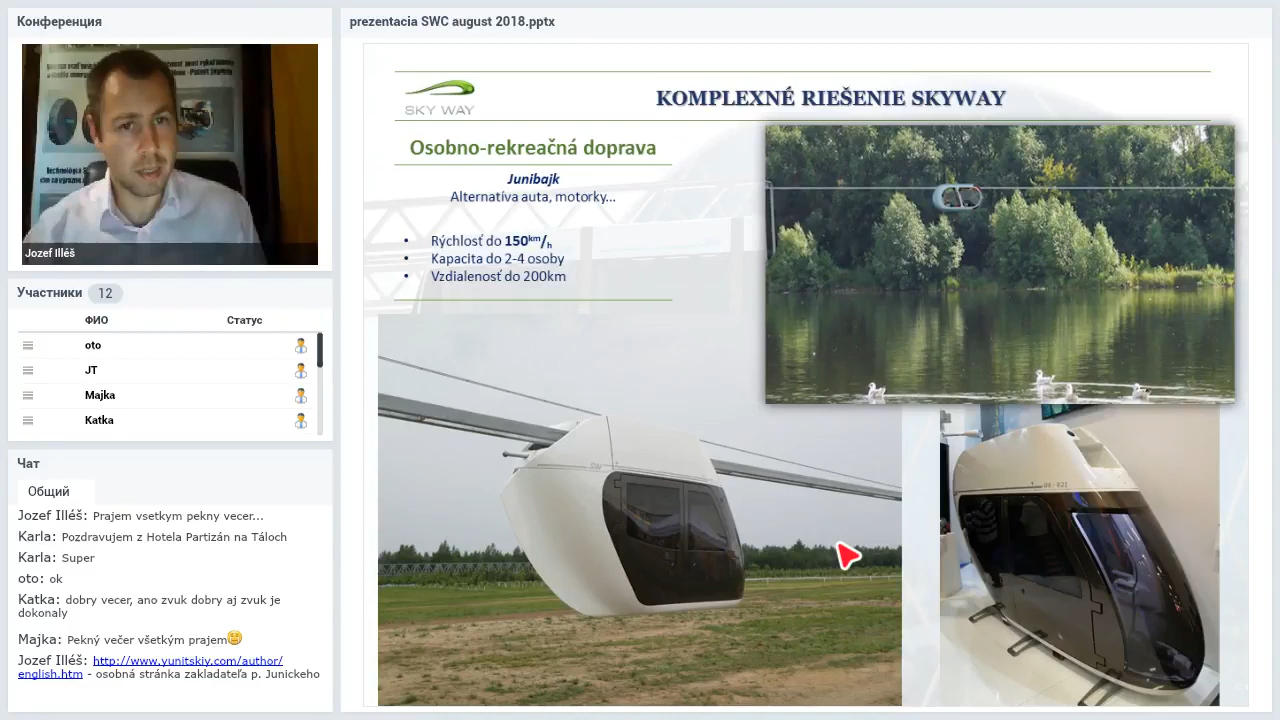 Конференция
Jozef Illéš
Участники 12
ФИО Статус
oto
JT
Majka
Katka
Чат
Общий
Jozef Illéš: Prajem vsetkym pekny vecer...
Karla: Pozdravujem z Hotela Partizán na Táloch
Karla: Super
oto: ok
Katka: dobry vecer, ano zvuk dobry aj zvuk je
dokonaly
Majka: Pekný večer všetkým prajem
Jozef Illéš: http://www.yunitskiy.com/author/
english.htm - osobná stránka zakladateľa p. Junickeho
prezentacia SWC august 2018.pptx
SKY WAY
KOMPLEXNÉ RIEŠENIE SKYWAY
Osobno-rekreačná doprava
Junibajk
Alternatíva auta, motorky...
• Rýchlosť do 150km/h
• Kapacita do 2-4 osoby
• Vzdialenosť do 200km